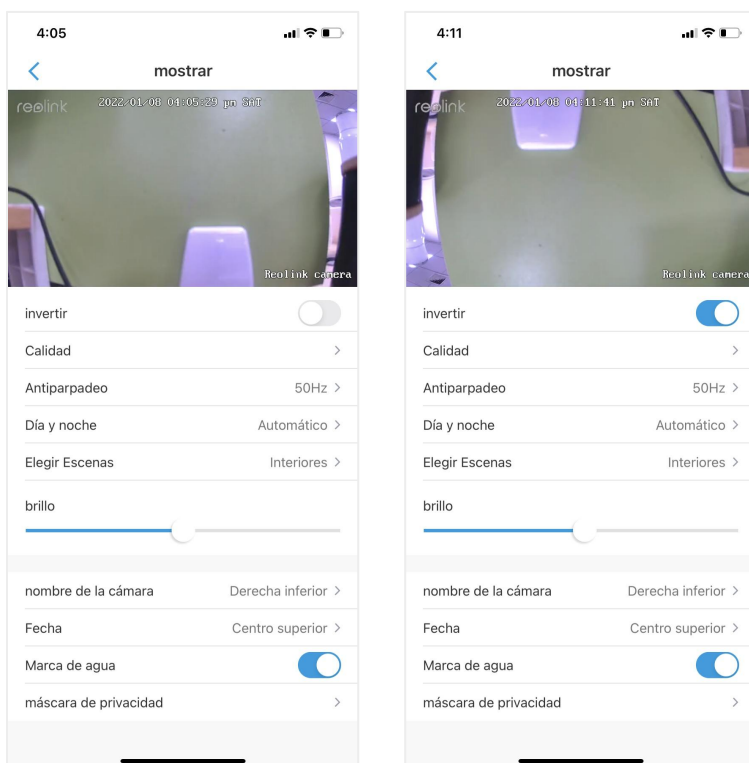 4:05
mostrar
reolink
2022/01/08 04:05:29 pm SAT
Reolink camera
invertir
Calidad
Antiparpadeo 50Hz
Día y noche Automático
Elegir Escenas Interiores
brillo
nombre de la cámara Derecha inferior
Fecha Centro superior
Marca de agua
máscara de privacidad
4:11
mostrar
reolink
2022/01/08 04:11:41 pm SAT
Reolink camera
invertir
Calidad
Antiparpadeo 50Hz
Día y noche Automático
Elegir Escenas Interiores
brillo
nombre de la cámara Derecha inferior
Fecha Centro superior
Marca de agua
máscara de privacidad